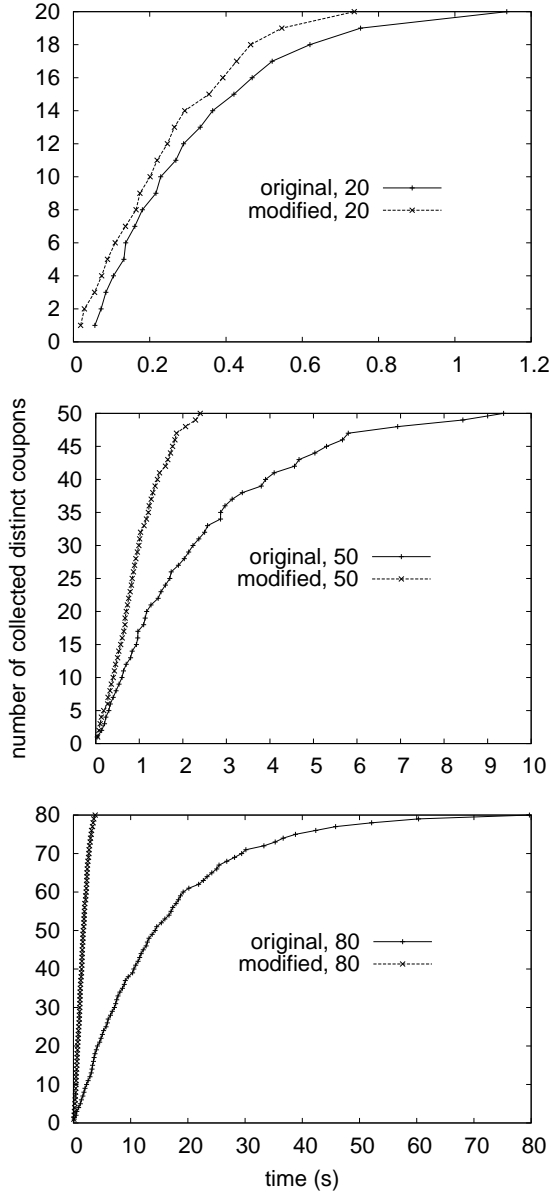 20
18
16
14
12
10
8
6
4
2
0
original, 20
modified, 20
0 0.2 0.4 0.6 0.8 1 1.2
number of collected distinct coupons
50
45
40
35
30
25
20
15
10
5
0
original, 50
modified, 50
0 1 2 3 4 5 6 7 8 9 10
80
70
60
50
40
30
20
10
0
original, 80
modified, 80
0 10 20 30 40 50 60 70 80
time (s)